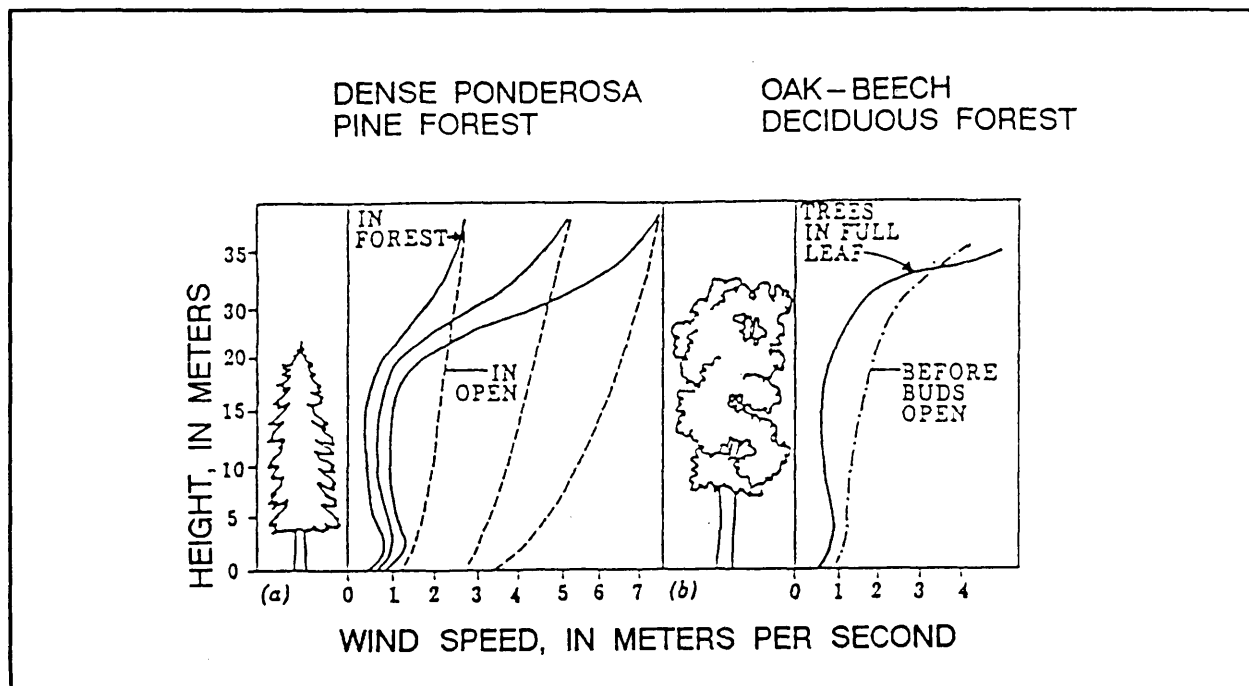 DENSE PONDEROSA
PINE FOREST
OAK–BEECH
DECIDUOUS FOREST
HEIGHT, IN METERS
35
30
20
15
10
5
0
IN
FOREST
IN
OPEN
TREES
IN FULL
LEAF
BEFORE
BUDS
OPEN
(a) 0 1 2 3 4 5 6 7 (b) 0 1 2 3 4
WIND SPEED, IN METERS PER SECOND